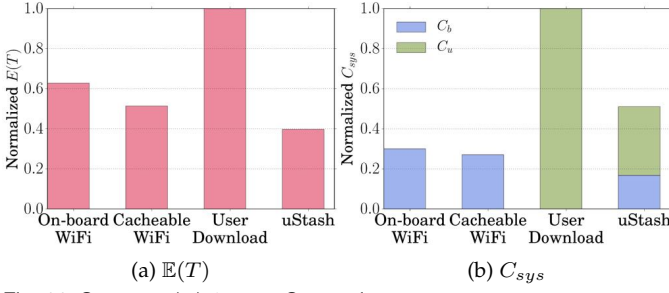 1.0
0.8
0.6
0.4
0.2
0.0
Normalized E(T)
On-board WiFi
Cacheable WiFi
User Download
uStash
(a) 𝔼(T)
1.0
0.8
0.6
0.4
0.2
0.0
Normalized C_sys
C_b
C_u
On-board WiFi
Cacheable WiFi
User Download
uStash
(b) C_sys